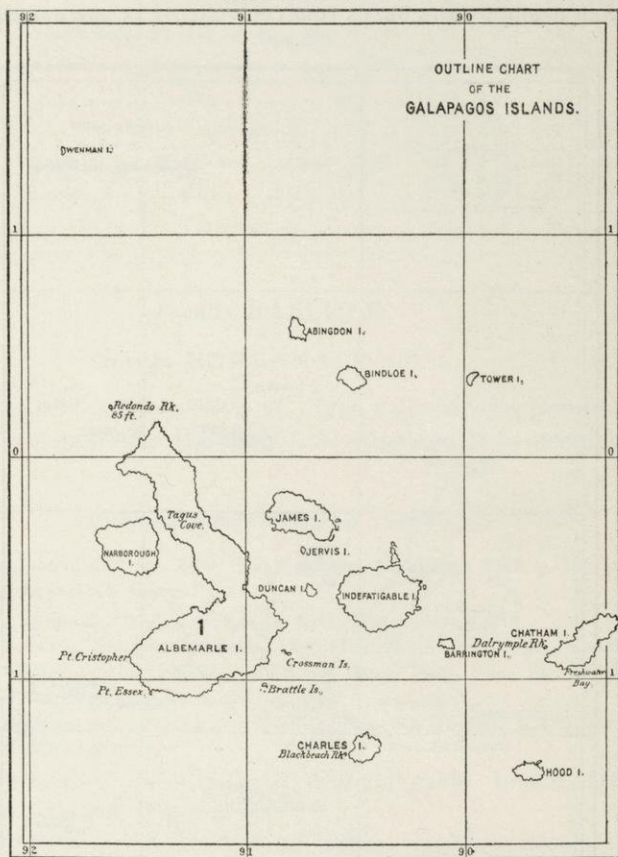 92 91 90
OUTLINE CHART
OF THE
GALAPAGOS ISLANDS.
WENMAN I.
1 1
ABINGDON I.
BINDLOE I.
TOWER I.
Redondo Rk.
85 ft.
0 0
Tagus
Cove.
JAMES I.
NARBOROUGH
I.
JERVIS I.
DUNCAN I.
INDEFATIGABLE I.
1
ALBEMARLE I.
CHATHAM I.
Dalrymple Rk.
BARRINGTON I.
Pt. Cristopher
Crossman Is.
Freshwater
Bay.
1
Pt. Essex.
Brattle Is.
CHARLES I.
Blackbeach Rk.
HOOD I.
92 91 90